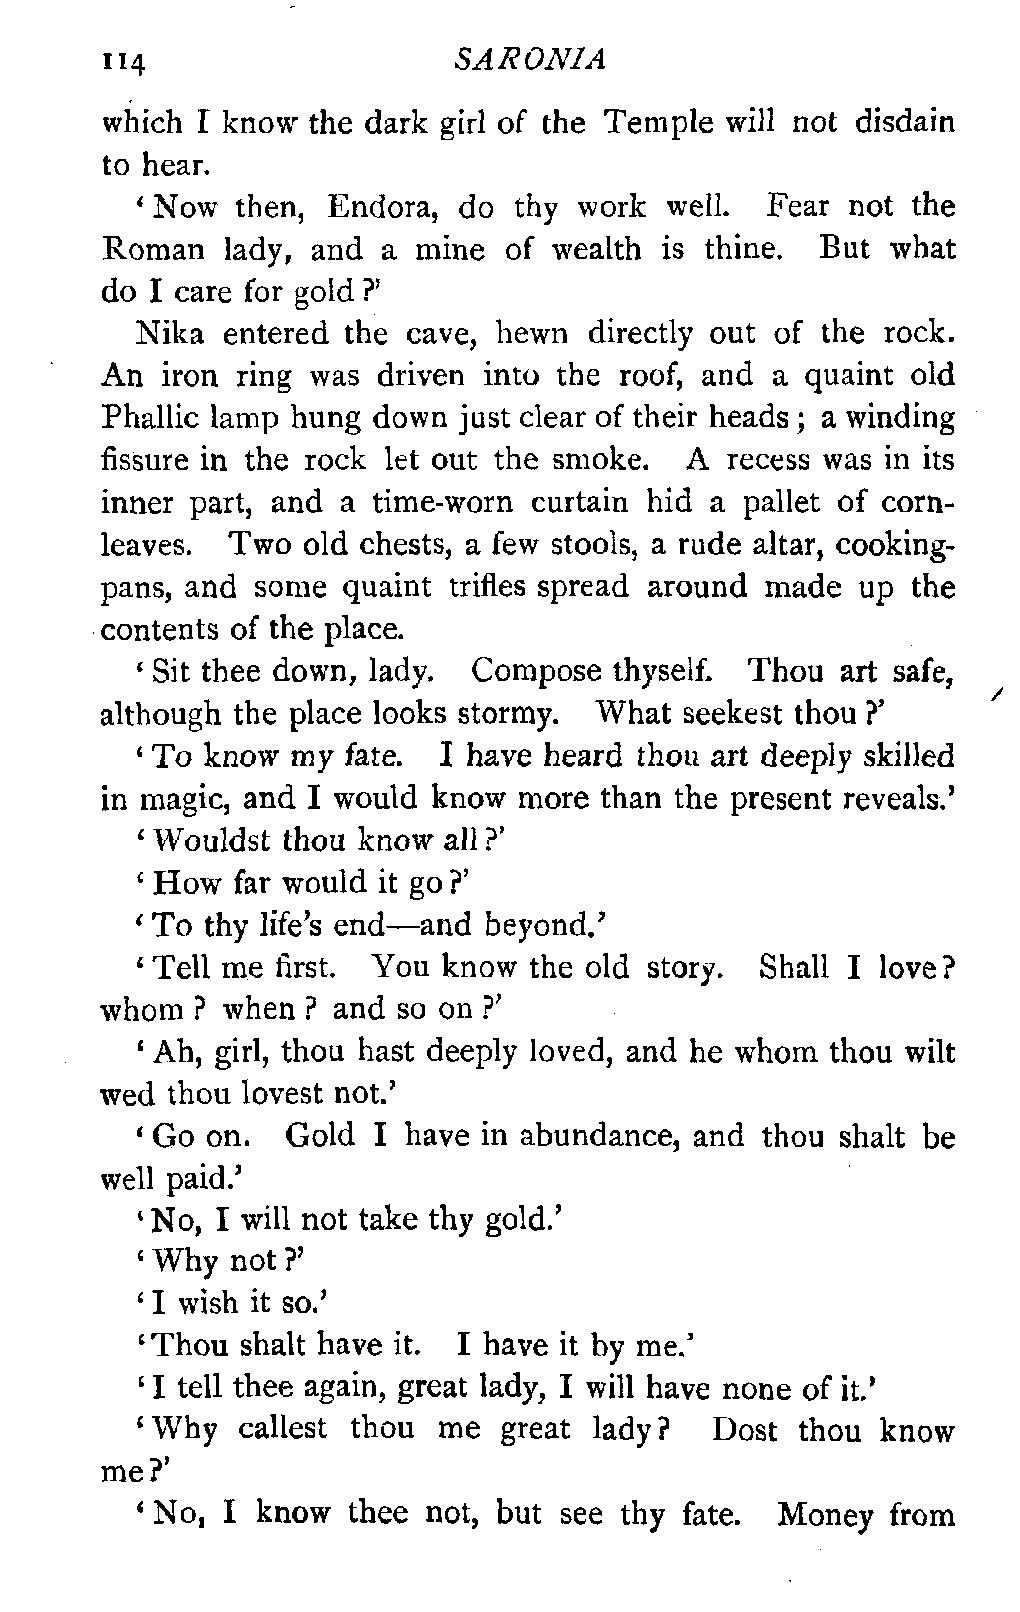 114 SARONIA
which I know the dark girl of the Temple will not disdain
to hear.
‘Now then, Endora, do thy work well. Fear not the
Roman lady, and a mine of wealth is thine. But what
do I care for gold?’
Nika entered the cave, hewn directly out of the rock.
An iron ring was driven into the roof, and a quaint old
Phallic lamp hung down just clear of their heads; a winding
fissure in the rock let out the smoke. A recess was in its
inner part, and a time-worn curtain hid a pallet of corn-
leaves. Two old chests, a few stools, a rude altar, cooking-
pans, and some quaint trifles spread around made up the
contents of the place.
‘Sit thee down, lady. Compose thyself. Thou art safe,
although the place looks stormy. What seekest thou?’
‘To know my fate. I have heard thou art deeply skilled
in magic, and I would know more than the present reveals.’
‘Wouldst thou know all?’
‘How far would it go?’
‘To thy life’s end—and beyond.’
‘Tell me first. You know the old story. Shall I love?
whom? when? and so on?’
‘Ah, girl, thou hast deeply loved, and he whom thou wilt
wed thou lovest not.’
‘Go on. Gold I have in abundance, and thou shalt be
well paid.’
‘No, I will not take thy gold.’
‘Why not?’
‘I wish it so.’
‘Thou shalt have it. I have it by me.’
‘I tell thee again, great lady, I will have none of it.’
‘Why callest thou me great lady? Dost thou know
me?’
‘No, I know thee not, but see thy fate. Money from